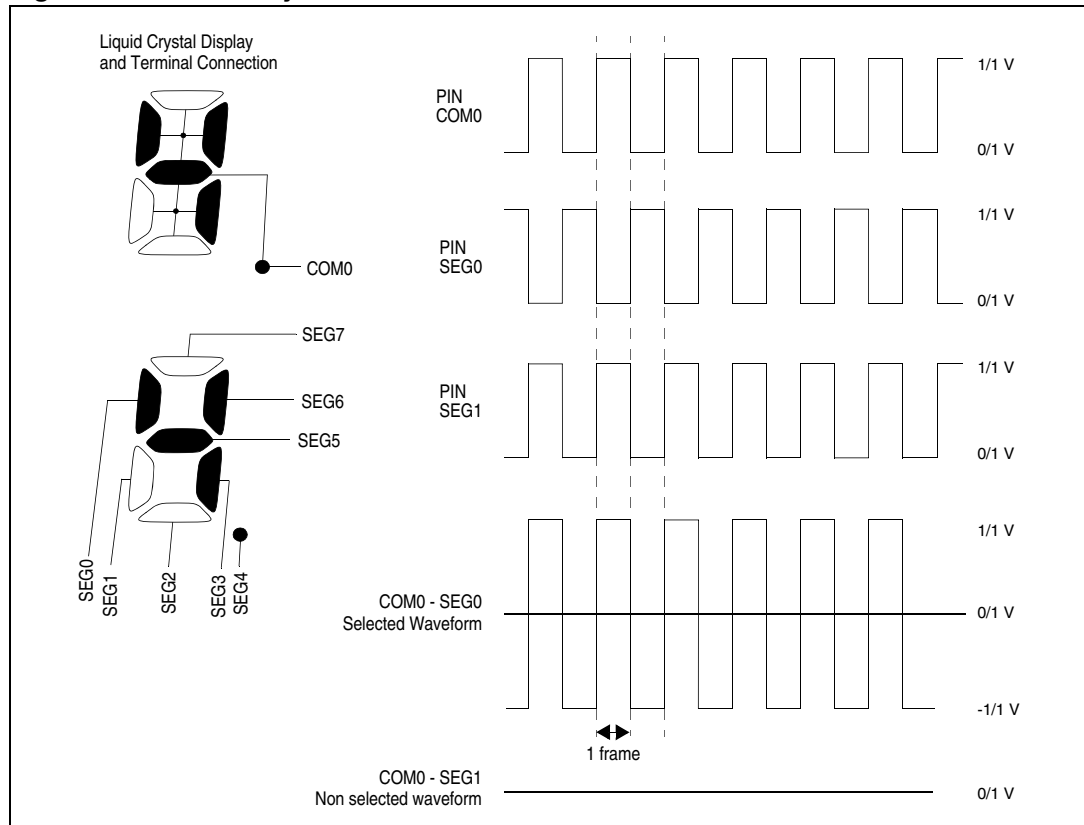 Liquid Crystal Display
and Terminal Connection
COM0
SEG7
SEG6
SEG5
SEG0
SEG1
SEG2
SEG3
SEG4
PIN
COM0
1/1 V
0/1 V
PIN
SEG0
1/1 V
0/1 V
PIN
SEG1
1/1 V
0/1 V
COM0 - SEG0
Selected Waveform
1/1 V
0/1 V
-1/1 V
1 frame
COM0 - SEG1
Non selected waveform
0/1 V